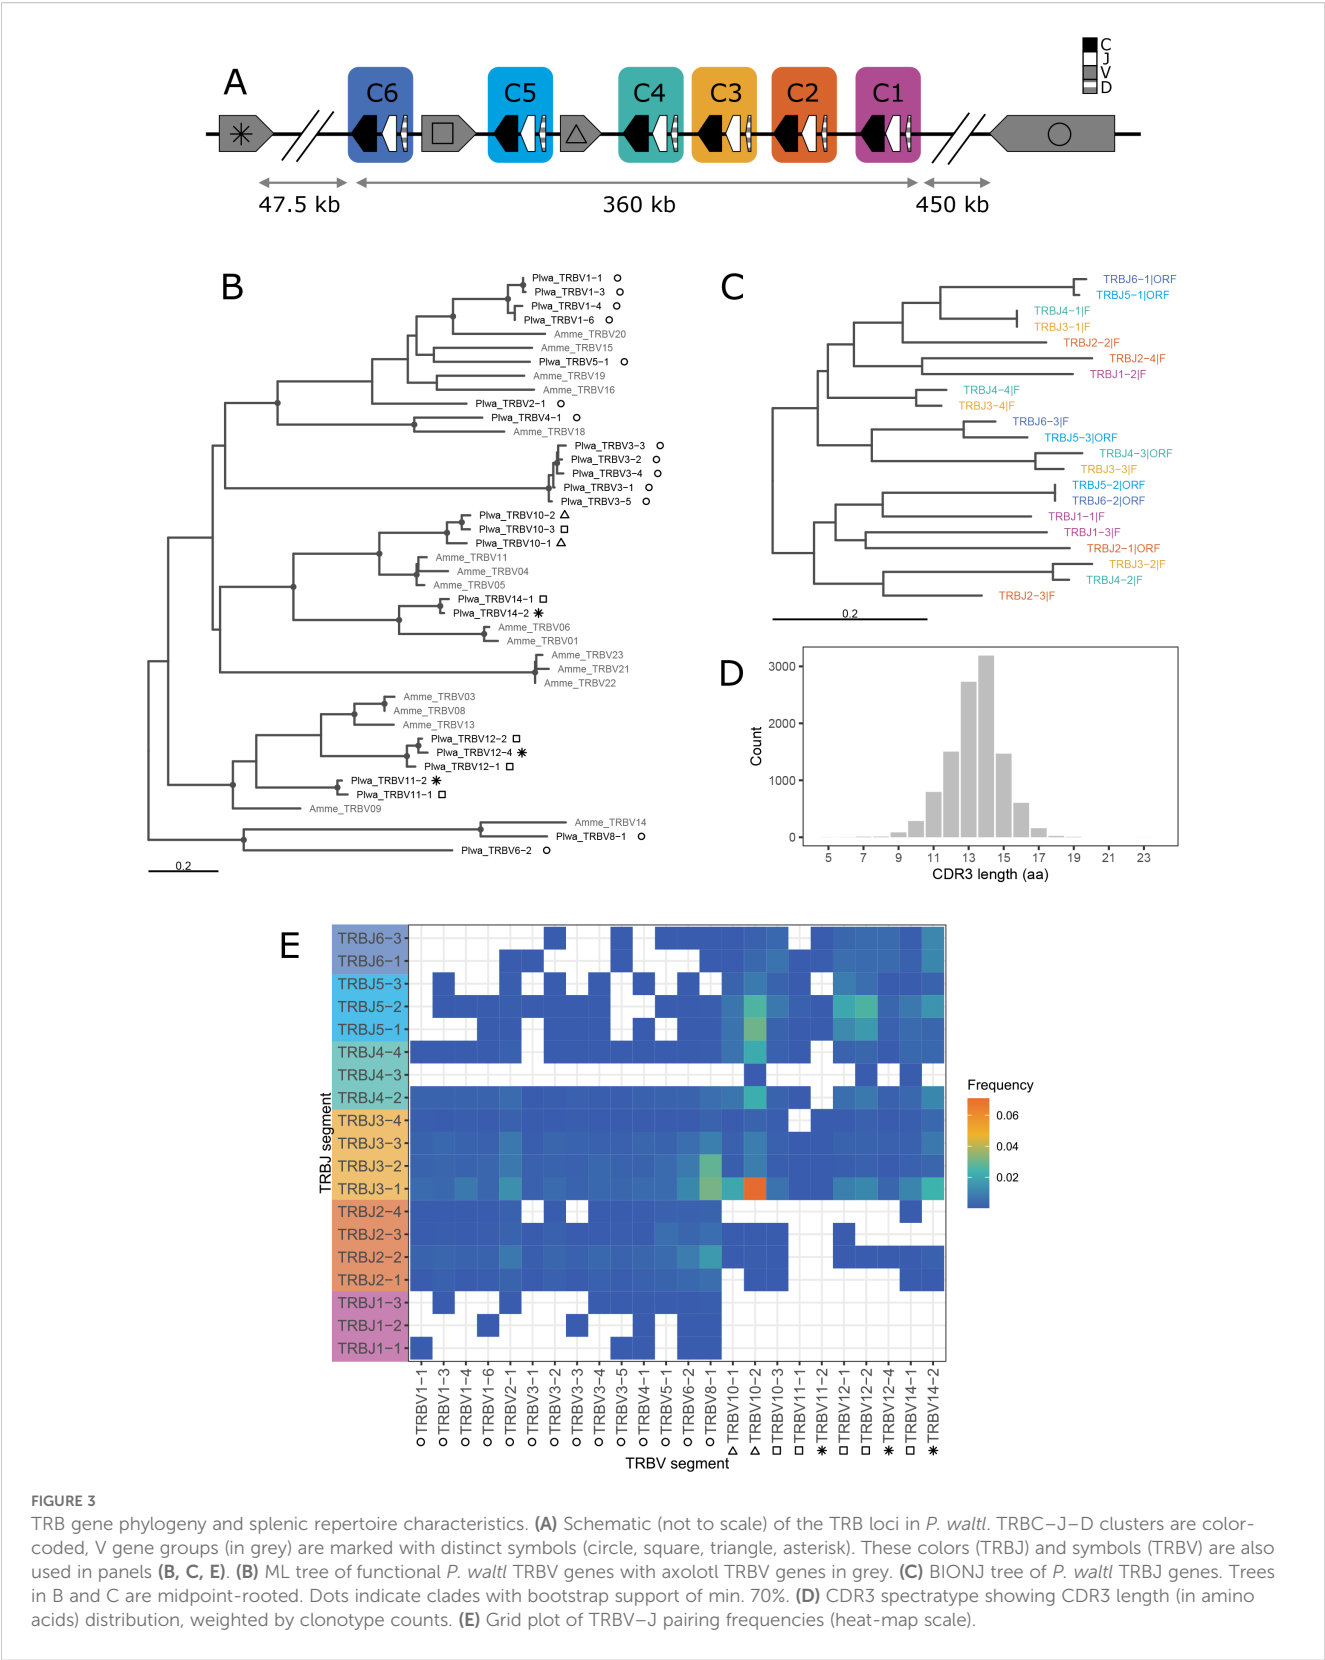 A
C6
C5
C4
C3
C2
C1
C
J
V
D
47.5 kb
360 kb
450 kb
B
Plwa_TRBV1−1
Plwa_TRBV1−3
Plwa_TRBV1−4
Plwa_TRBV1−6
Amme_TRBV20
Amme_TRBV15
Plwa_TRBV5−1
Amme_TRBV19
Amme_TRBV16
Plwa_TRBV2−1
Plwa_TRBV4−1
Amme_TRBV18
Plwa_TRBV3−3
Plwa_TRBV3−2
Plwa_TRBV3−4
Plwa_TRBV3−1
Plwa_TRBV3−5
Plwa_TRBV10−2
Plwa_TRBV10−3
Plwa_TRBV10−1
Amme_TRBV11
Amme_TRBV04
Amme_TRBV05
Plwa_TRBV14−1
Plwa_TRBV14−2
Amme_TRBV06
Amme_TRBV01
Amme_TRBV23
Amme_TRBV21
Amme_TRBV22
Amme_TRBV03
Amme_TRBV08
Amme_TRBV13
Plwa_TRBV12−2
Plwa_TRBV12−4
Plwa_TRBV12−1
Plwa_TRBV11−2
Plwa_TRBV11−1
Amme_TRBV09
Amme_TRBV14
Plwa_TRBV8−1
Plwa_TRBV6−2
0.2
C
TRBJ6−1|ORF
TRBJ5−1|ORF
TRBJ4−1|F
TRBJ3−1|F
TRBJ2−2|F
TRBJ2−4|F
TRBJ1−2|F
TRBJ4−4|F
TRBJ3−4|F
TRBJ6−3|F
TRBJ5−3|ORF
TRBJ4−3|ORF
TRBJ3−3|F
TRBJ5−2|ORF
TRBJ6−2|ORF
TRBJ1−1|F
TRBJ1−3|F
TRBJ2−1|ORF
TRBJ3−2|F
TRBJ4−2|F
TRBJ2−3|F
0.2
D
Count
3000
2000
1000
0
5 7 9 11 13 15 17 19 21 23
CDR3 length (aa)
E
TRBJ segment
TRBJ6−3
TRBJ6−1
TRBJ5−3
TRBJ5−2
TRBJ5−1
TRBJ4−4
TRBJ4−3
TRBJ4−2
TRBJ3−4
TRBJ3−3
TRBJ3−2
TRBJ3−1
TRBJ2−4
TRBJ2−3
TRBJ2−2
TRBJ2−1
TRBJ1−3
TRBJ1−2
TRBJ1−1
TRBV1−1
TRBV1−3
TRBV1−4
TRBV1−6
TRBV2−1
TRBV3−1
TRBV3−2
TRBV3−3
TRBV3−4
TRBV3−5
TRBV4−1
TRBV5−1
TRBV6−2
TRBV8−1
TRBV10−1
TRBV10−2
TRBV10−3
TRBV11−1
TRBV11−2
TRBV12−1
TRBV12−2
TRBV12−4
TRBV14−1
TRBV14−2
TRBV segment
Frequency
0.06
0.04
0.02
FIGURE 3
TRB gene phylogeny and splenic repertoire characteristics. (A) Schematic (not to scale) of the TRB loci in P. waltl. TRBC–J–D clusters are color-
coded, V gene groups (in grey) are marked with distinct symbols (circle, square, triangle, asterisk). These colors (TRBJ) and symbols (TRBV) are also
used in panels (B, C, E). (B) ML tree of functional P. waltl TRBV genes with axolotl TRBV genes in grey. (C) BIONJ tree of P. waltl TRBJ genes. Trees
in B and C are midpoint-rooted. Dots indicate clades with bootstrap support of min. 70%. (D) CDR3 spectratype showing CDR3 length (in amino
acids) distribution, weighted by clonotype counts. (E) Grid plot of TRBV–J pairing frequencies (heat-map scale).